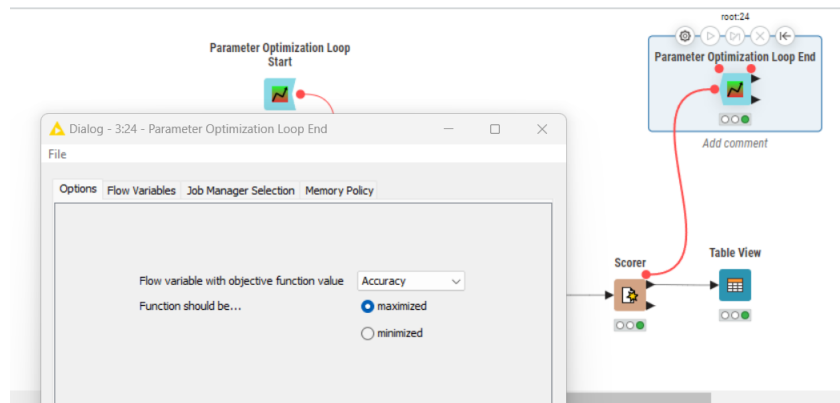 root:24
Parameter Optimization Loop
Start
Parameter Optimization Loop End
Add comment
Dialog - 3:24 - Parameter Optimization Loop End
File
Options Flow Variables Job Manager Selection Memory Policy
Flow variable with objective function value Accuracy
Function should be... maximized
minimized
Scorer
Table View